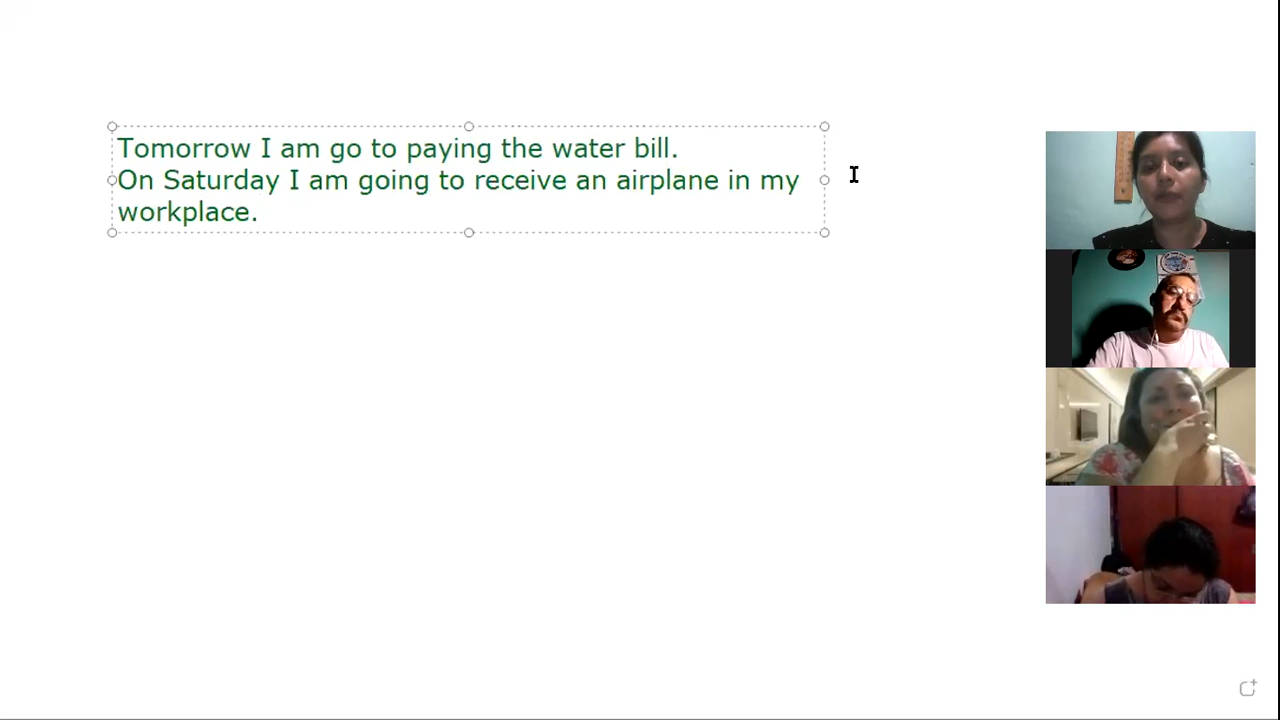 Tomorrow I am go to paying the water bill.
On Saturday I am going to receive an airplane in my
workplace.